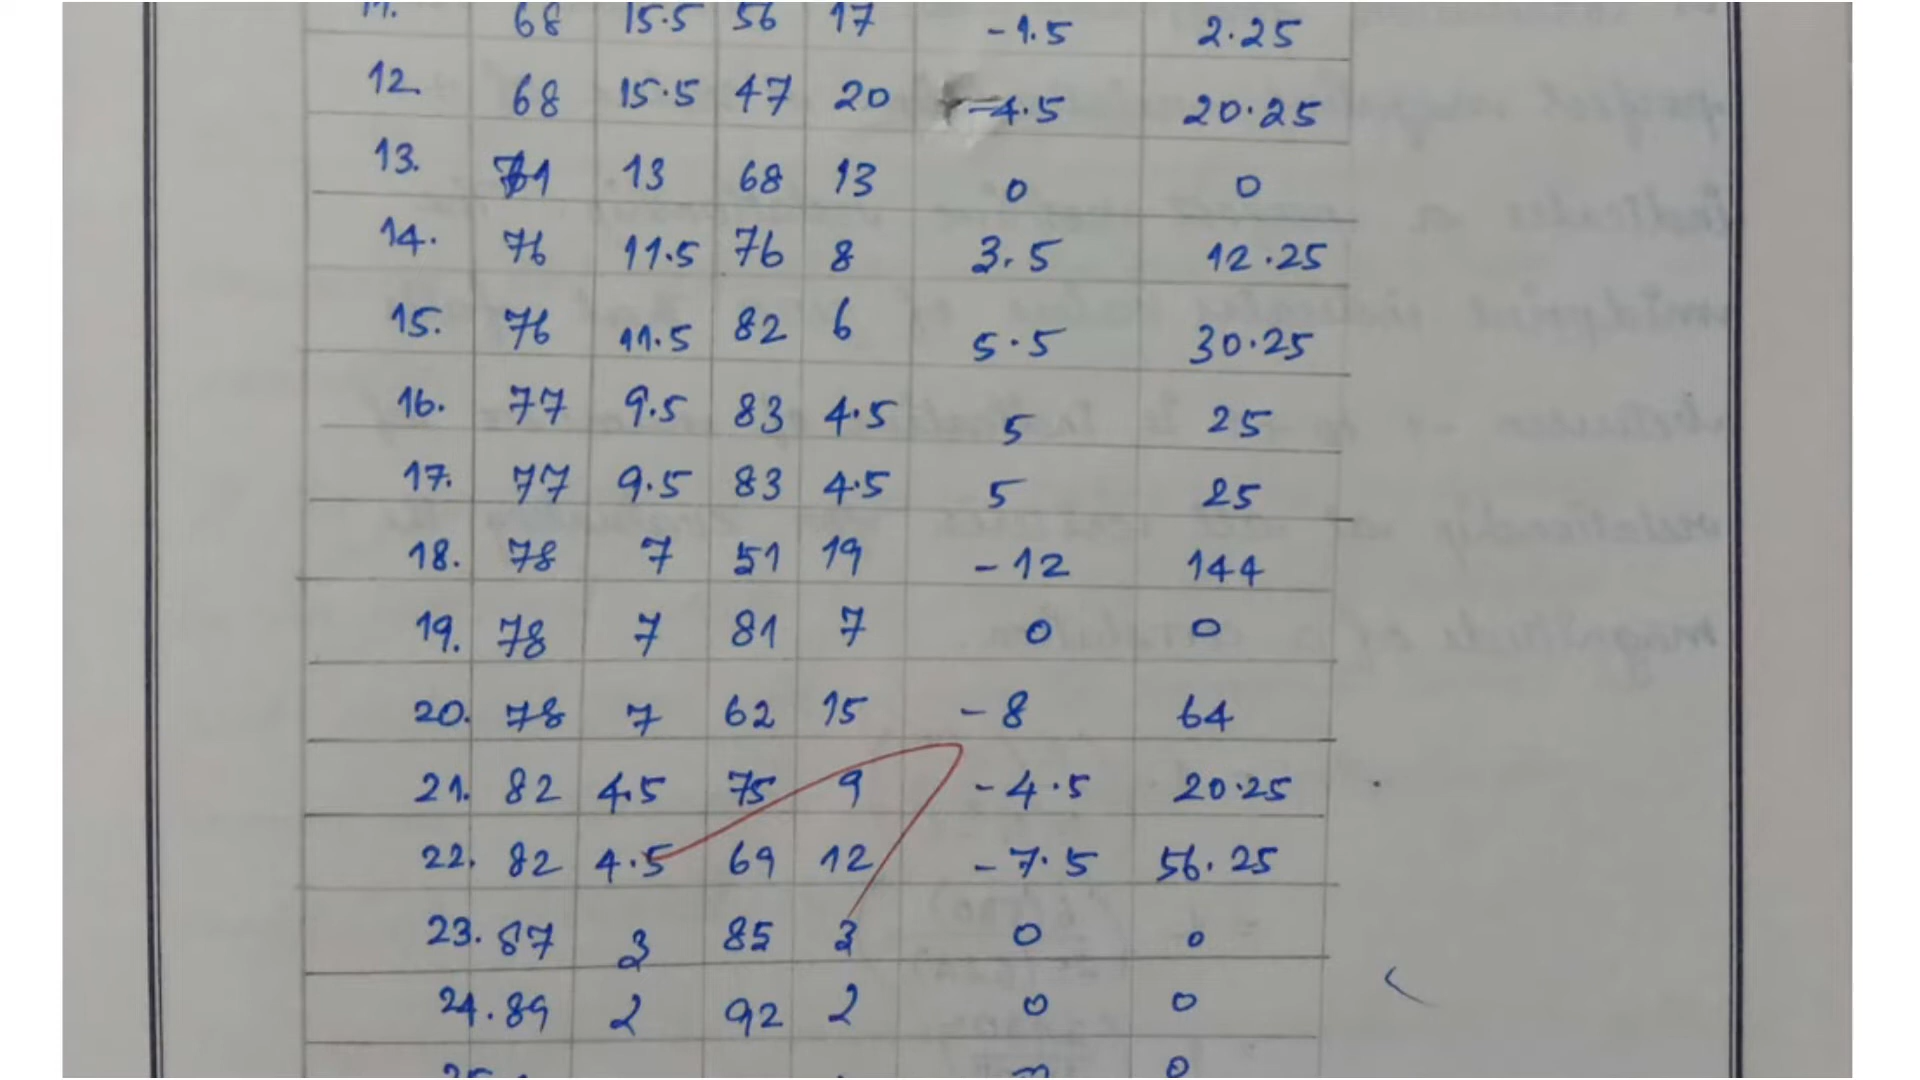 11. 68 15.5 56 17 -1.5 2.25
12. 68 15.5 47 20 -4.5 20.25
13. 71 13 68 13 0 0
14. 76 11.5 76 8 3.5 12.25
15. 76 11.5 82 6 5.5 30.25
16. 77 9.5 83 4.5 5 25
17. 77 9.5 83 4.5 5 25
18. 78 7 51 19 -12 144
19. 78 7 81 7 0 0
20. 78 7 62 15 -8 64
21. 82 4.5 75 9 -4.5 20.25
22. 82 4.5 69 12 -7.5 56.25
23. 87 3 85 3 0 0
24. 89 2 92 2 0 0
25. 0